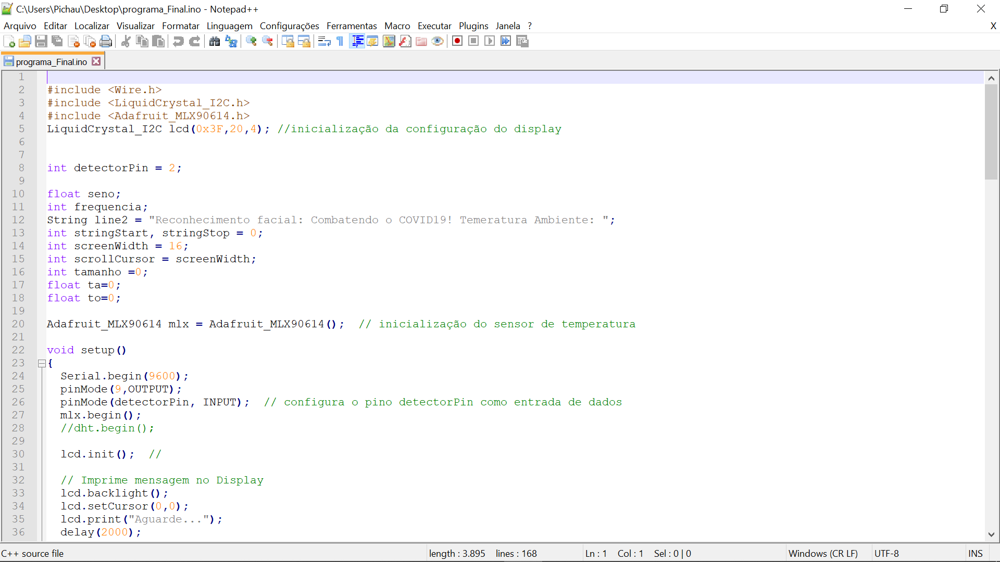 C:\Users\Pichau\Desktop\programa_Final.ino - Notepad++
Arquivo Editar Localizar Visualizar Formatar Linguagem Configurações Ferramentas Macro Executar Plugins Janela ? X
programa_Final.ino
1
2 #include <Wire.h>
3 #include <LiquidCrystal_I2C.h>
4 #include <Adafruit_MLX90614.h>
5 LiquidCrystal_I2C lcd(0x3F,20,4); //inicialização da configuração do display
6
7
8 int detectorPin = 2;
9
10 float seno;
11 int frequencia;
12 String line2 = "Reconhecimento facial: Combatendo o COVID19! Temeratura Ambiente: ";
13 int stringStart, stringStop = 0;
14 int screenWidth = 16;
15 int scrollCursor = screenWidth;
16 int tamanho =0;
17 float ta=0;
18 float to=0;
19
20 Adafruit_MLX90614 mlx = Adafruit_MLX90614(); // inicialização do sensor de temperatura
21
22 void setup()
23 {
24 Serial.begin(9600);
25 pinMode(9,OUTPUT);
26 pinMode(detectorPin, INPUT); // configura o pino detectorPin como entrada de dados
27 mlx.begin();
28 //dht.begin();
29
30 lcd.init(); //
31
32 // Imprime mensagem no Display
33 lcd.backlight();
34 lcd.setCursor(0,0);
35 lcd.print("Aguarde...");
36 delay(2000);
C++ source file length : 3.895 lines : 168 Ln : 1 Col : 1 Sel : 0 | 0 Windows (CR LF) UTF-8 INS